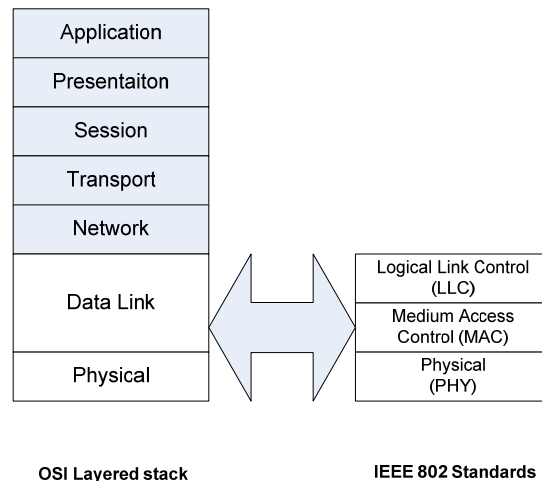 Application
Presentaiton
Session
Transport
Network
Data Link
Physical
Logical Link Control
(LLC)
Medium Access
Control (MAC)
Physical
(PHY)
OSI Layered stack
IEEE 802 Standards